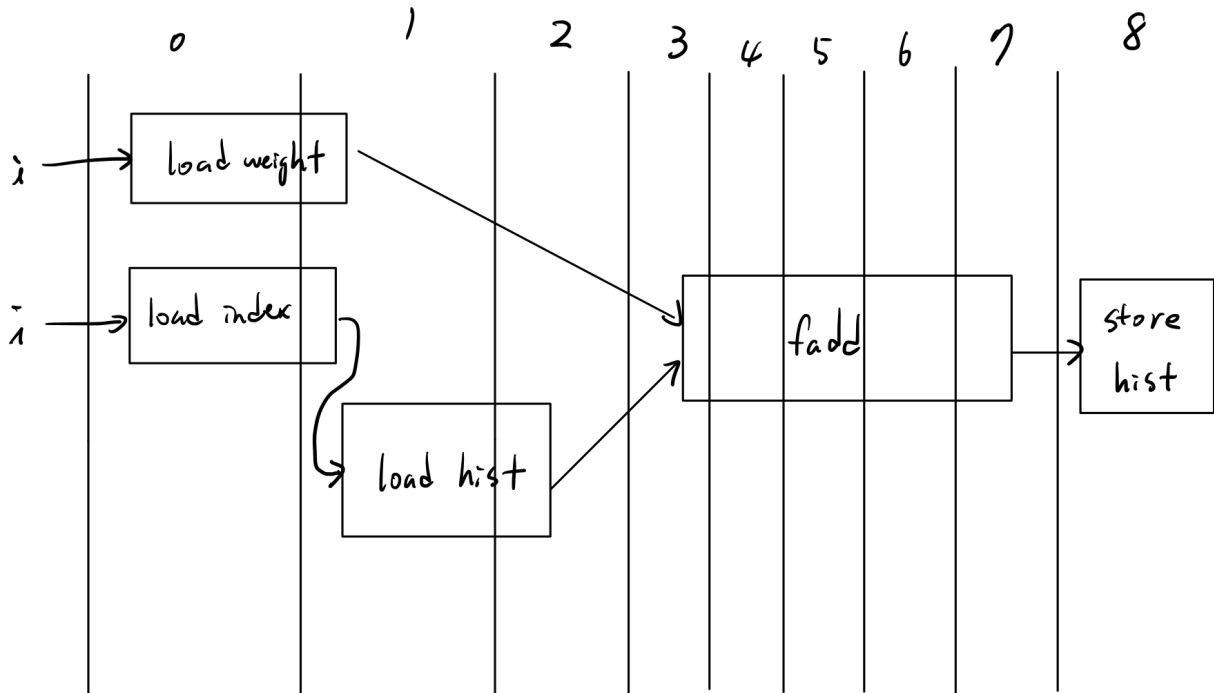 0 1 2 3 4 5 6 7 8
i
load weight
i
load index
fadd
store
hist
load hist